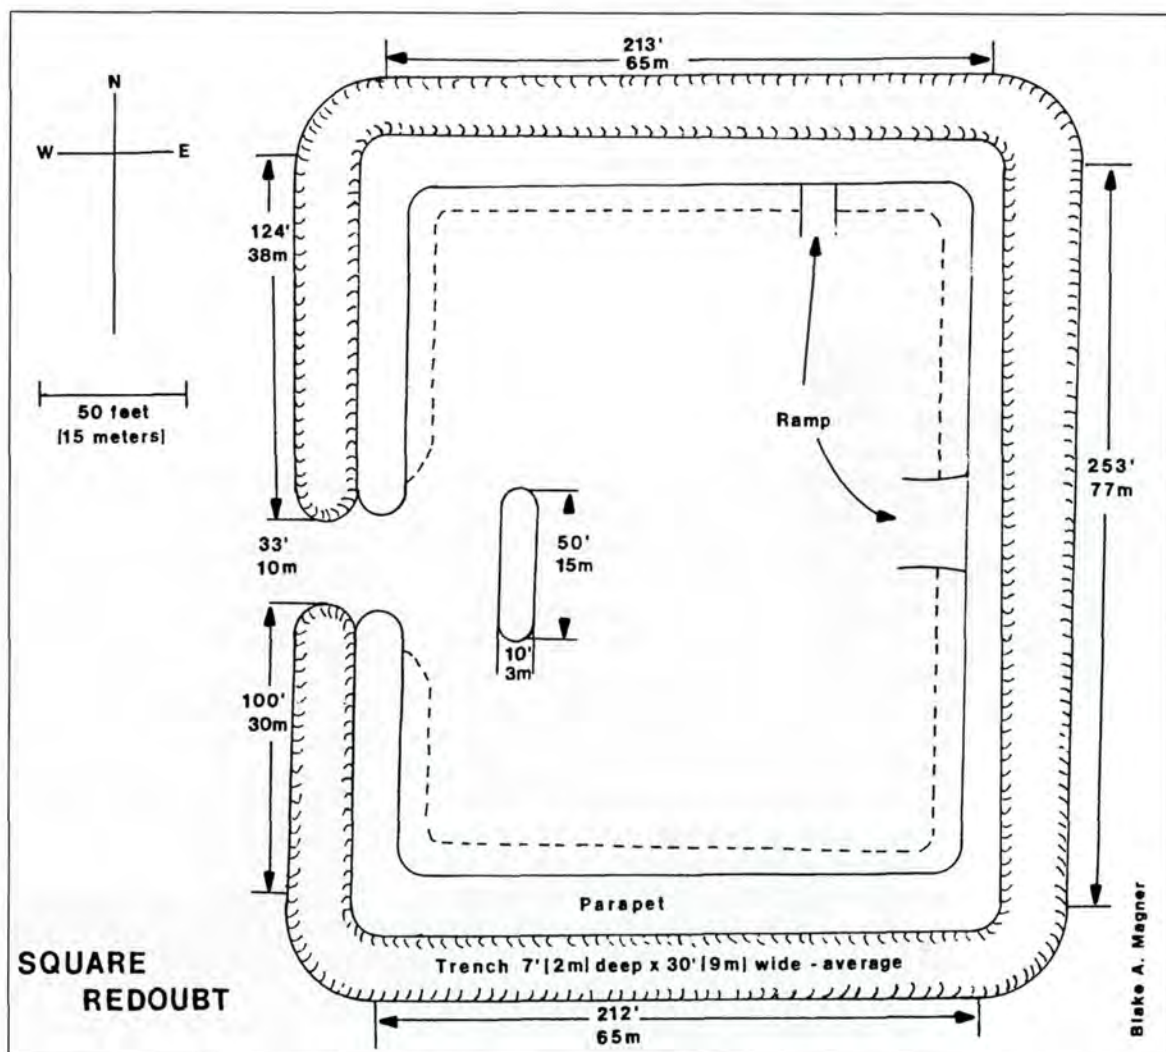 213'
65m
N
W E
124'
38m
50 feet
[15 meters]
Ramp
253'
77m
33'
10m
50'
15m
10'
3m
100'
30m
Parapet
Trench 7' [2m] deep x 30' [9m] wide - average
SQUARE
REDOUBT
212'
65m
Blake A. Magner